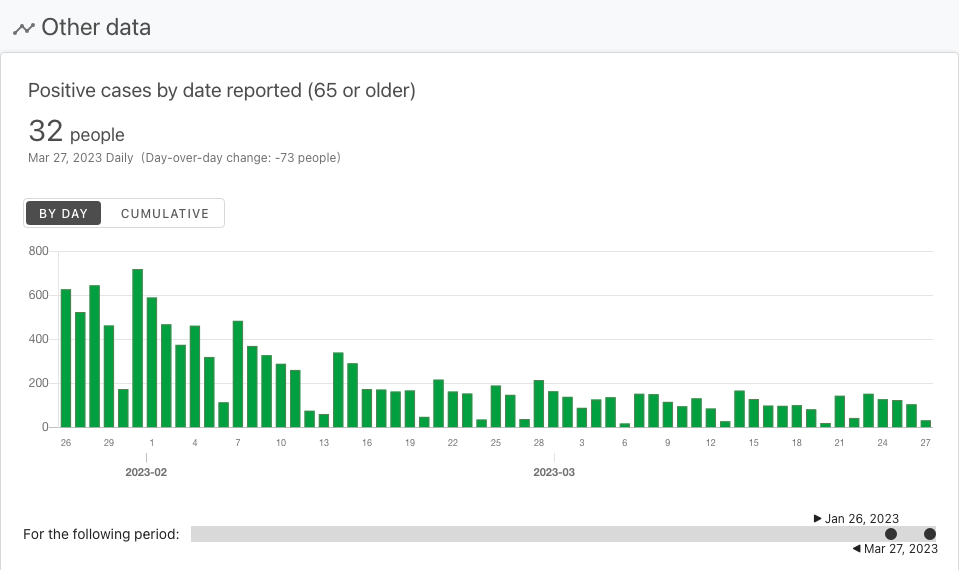 Other data
Positive cases by date reported (65 or older)
32 people
Mar 27, 2023 Daily (Day-over-day change: -73 people)
BY DAY CUMULATIVE
800
600
400
200
0
26 29 1 4 7 10 13 16 19 22 25 28 3 6 9 12 15 18 21 24 27
2023-02 2023-03
▶ Jan 26, 2023
For the following period:
◀ Mar 27, 2023